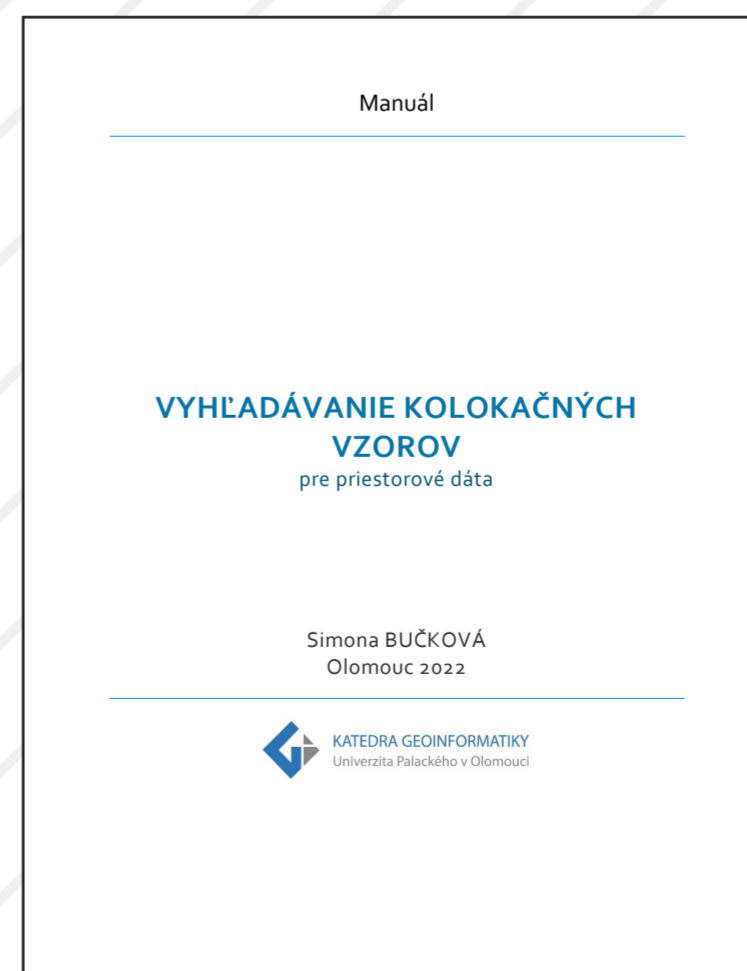 Manuál
VYHĽADÁVANIE KOLOKAČNÝCH
VZOROV
pre priestorové dáta
Simona BUČKOVÁ
Olomouc 2022
KATEDRA GEOINFORMATIKY
Univerzita Palackého v Olomouci